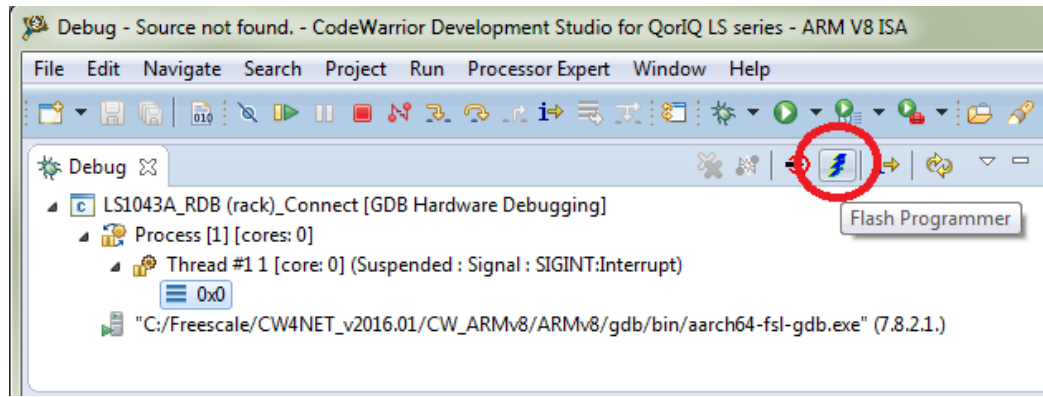 Debug - Source not found. - CodeWarrior Development Studio for QorIQ LS series - ARM V8 ISA
File Edit Navigate Search Project Run Processor Expert Window Help
010
Debug
LS1043A_RDB (rack)_Connect [GDB Hardware Debugging]
Flash Programmer
Process [1] [cores: 0]
Thread #1 1 [core: 0] (Suspended : Signal : SIGINT:Interrupt)
0x0
"C:/Freescale/CW4NET_v2016.01/CW_ARMv8/ARMv8/gdb/bin/aarch64-fsl-gdb.exe" (7.8.2.1.)